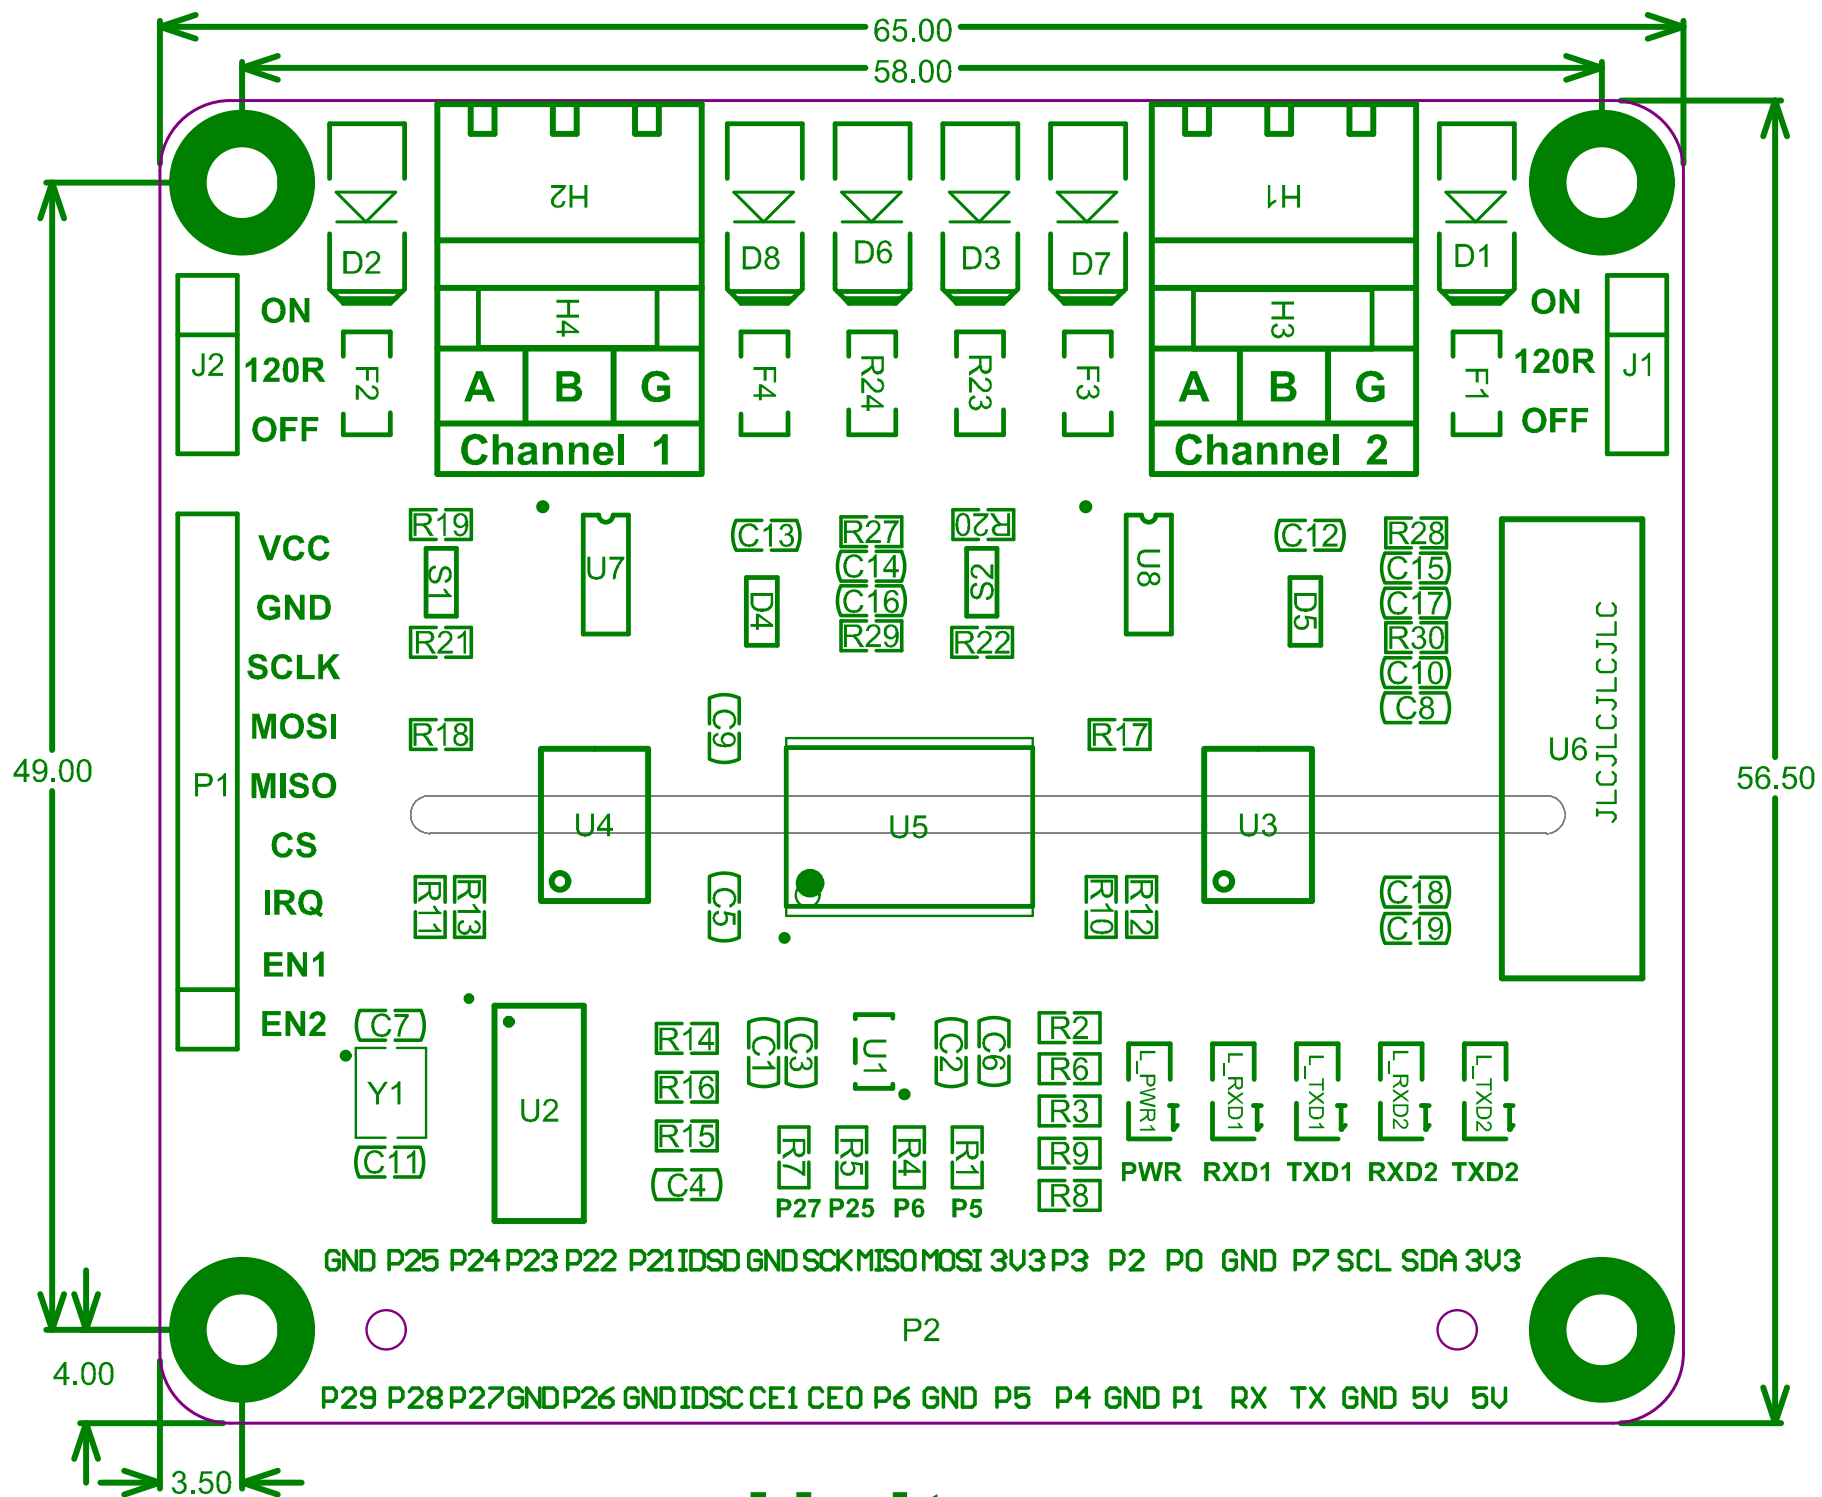 65.00
58.00
H2
H1
D2
D8
D6
D3
D7
D1
ON
H4
H3
ON
J2
120R
F2
A B G
F4
R24
R23
F3
A B G
F1
120R
J1
OFF
Channel 1
Channel 2
OFF
R19
C13
R27
R20
C12
R28
VCC
S1
U7
C14
S2
U8
C15
GND
D4
C16
D5
C17
R21
R29
R22
R30
SCLK
C10
JLCJLCJLCJLC
C8
MOSI
R18
C9
R17
U6
49.00
P1
MISO
56.50
U4
U5
U3
CS
IRQ
R11
R13
C5
R10
R12
C18
C19
EN1
EN2
C7
R14
C1
C3
U1
C2
C6
R2
R6
Y1
R16
U2
R3
L_PWR1
1
L_RXD1
1
L_TXD1
1
L_RXD2
1
L_TXD2
1
R15
C11
R7
R5
R4
R1
R9
PWR RXD1 TXD1 RXD2 TXD2
C4
R8
P27 P25 P6 P5
GND P25 P24 P23 P22 P21 IDSD GND SCK MISO MOSI 3V3 P3 P2 P0 GND P7 SCL SDA 3V3
P2
4.00
P29 P28 P27 GND P26 GND IDSC CE1 CE0 P6 GND P5 P4 GND P1 RX TX GND 5V 5V
3.50